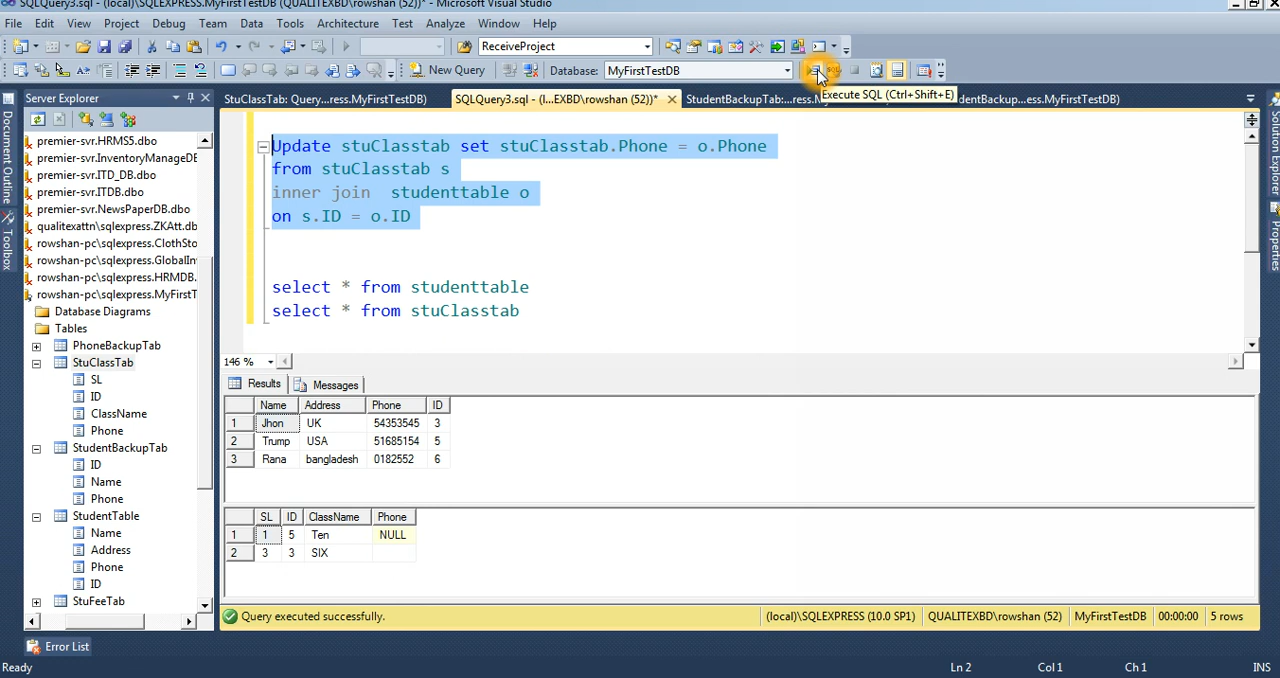 SQLQuery3.sql - (local)\SQLEXPRESS.MyFirstTestDB (QUALITEXBD\rowshan (52))* - Microsoft Visual Studio
File Edit View Project Debug Team Data Tools Architecture Test Analyze Window Help
ReceiveProject
New Query Database: MyFirstTestDB
Execute SQL (Ctrl+Shift+E)
Server Explorer
StuClassTab: Query...ress.MyFirstTestDB) SQLQuery3.sql - (l...EXBD\rowshan (52))* StudentBackupTab:...ress.My dentBackup...ess.MyFirstTestDB)
Document Outline
Toolbox
Solution Explorer
Properties
premier-svr.HRMS5.dbo
premier-svr.InventoryManageDE
premier-svr.ITD_DB.dbo
premier-svr.ITDB.dbo
premier-svr.NewsPaperDB.dbo
qualitexattn\sqlexpress.ZKAtt.db
rowshan-pc\sqlexpress.ClothSto
rowshan-pc\sqlexpress.GlobalIn
rowshan-pc\sqlexpress.HRMDB.
rowshan-pc\sqlexpress.MyFirstT
Database Diagrams
Tables
PhoneBackupTab
StuClassTab
SL
ID
ClassName
Phone
StudentBackupTab
ID
Name
Phone
StudentTable
Name
Address
Phone
ID
StuFeeTab
Update stuClasstab set stuClasstab.Phone = o.Phone
from stuClasstab s
inner join studenttable o
on s.ID = o.ID
select * from studenttable
select * from stuClasstab
146 %
Results Messages
Name Address Phone ID
1 Jhon UK 54353545 3
2 Trump USA 51685154 5
3 Rana bangladesh 0182552 6
SL ID ClassName Phone
1 1 5 Ten NULL
2 3 3 SIX
Query executed successfully. (local)\SQLEXPRESS (10.0 SP1) QUALITEXBD\rowshan (52) MyFirstTestDB 00:00:00 5 rows
Error List
Ready Ln 2 Col 1 Ch 1 INS